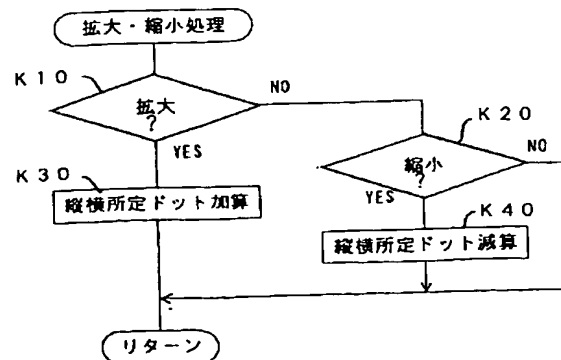 拡大・縮小処理
K10
拡大
?
NO
YES
K20
縮小
?
NO
YES
K30
縦横所定ドット加算
K40
縦横所定ドット減算
リターン